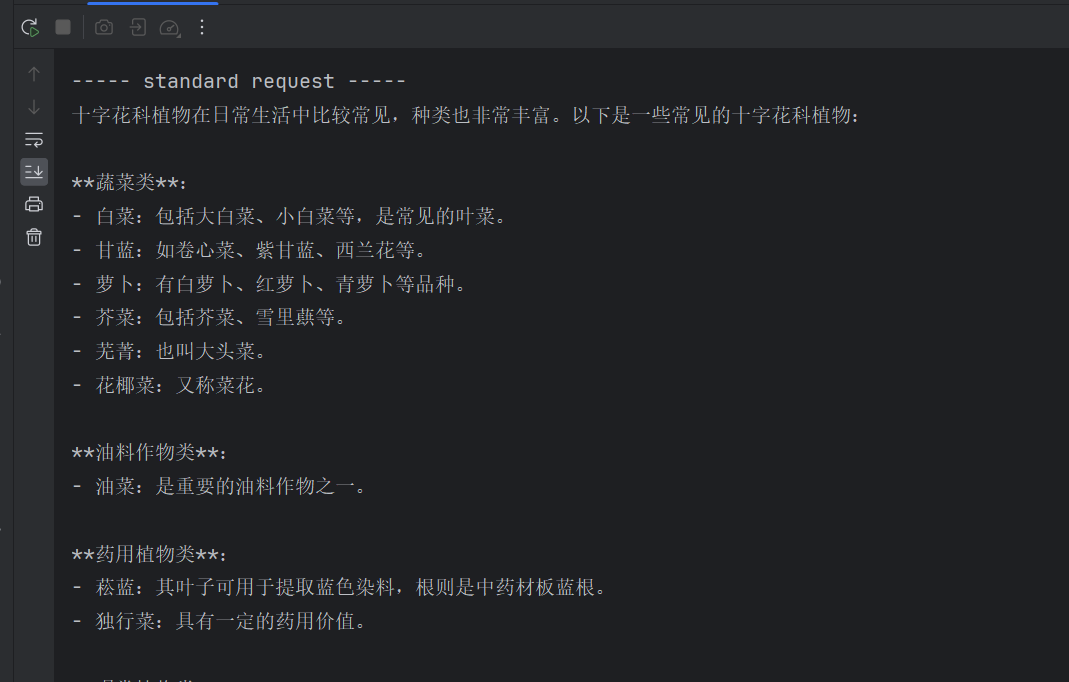 ----- standard request -----
十字花科植物在日常生活中比较常见，种类也非常丰富。以下是一些常见的十字花科植物：
**蔬菜类**：
- 白菜：包括大白菜、小白菜等，是常见的叶菜。
- 甘蓝：如卷心菜、紫甘蓝、西兰花等。
- 萝卜：有白萝卜、红萝卜、青萝卜等品种。
- 芥菜：包括芥菜、雪里蕻等。
- 芜菁：也叫大头菜。
- 花椰菜：又称菜花。
**油料作物类**：
- 油菜：是重要的油料作物之一。
**药用植物类**：
- 菘蓝：其叶子可用于提取蓝色染料，根则是中药材板蓝根。
- 独行菜：具有一定的药用价值。